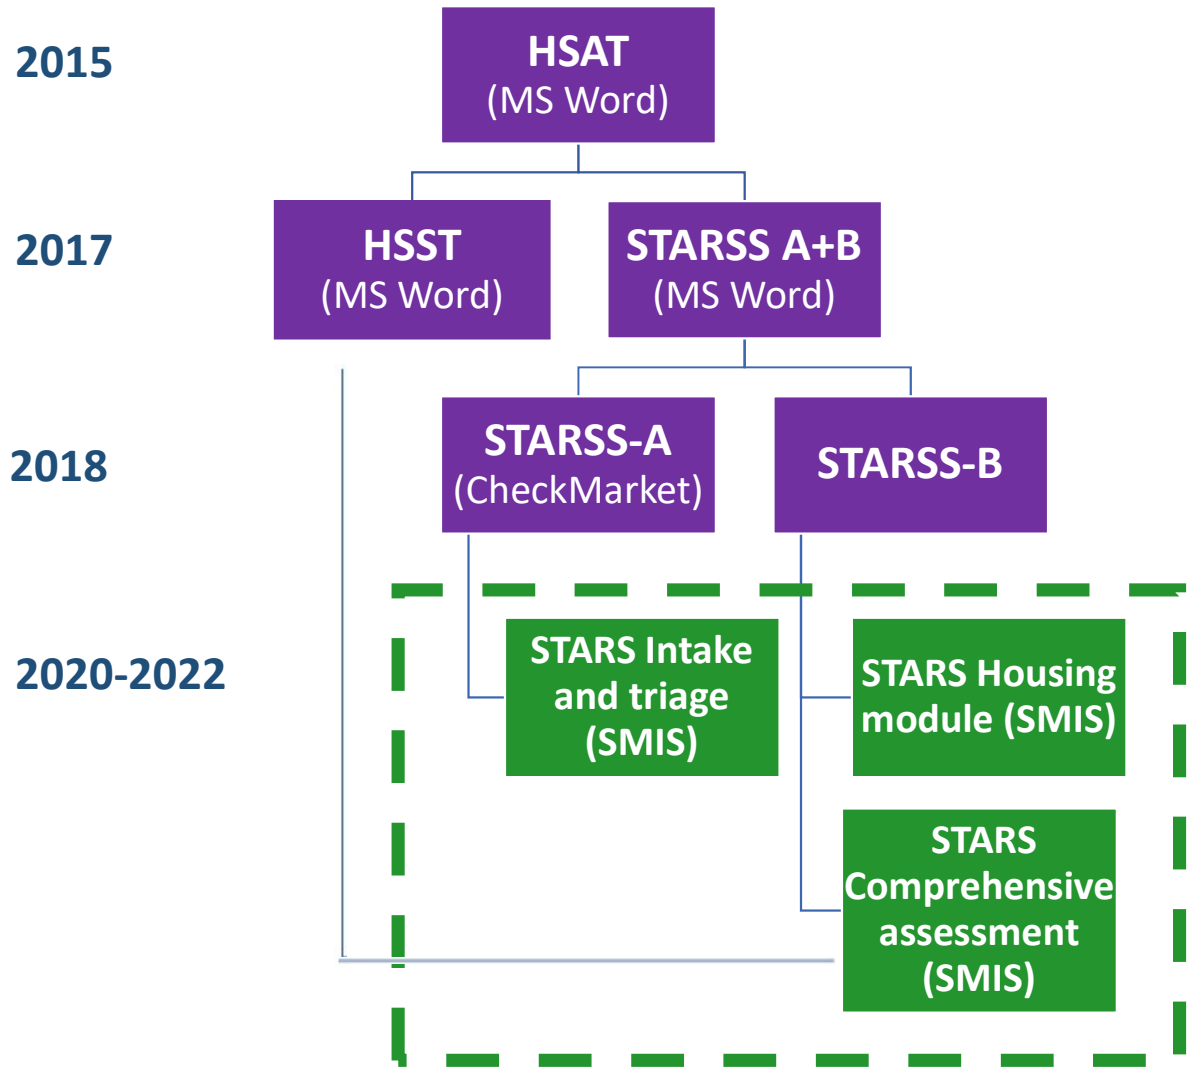 2015
HSAT
(MS Word)
2017
HSST
(MS Word)
STARSS A+B
(MS Word)
2018
STARSS-A
(CheckMarket)
STARSS-B
2020-2022
STARS Intake
and triage
(SMIS)
STARS Housing
module (SMIS)
STARS
Comprehensive
assessment
(SMIS)